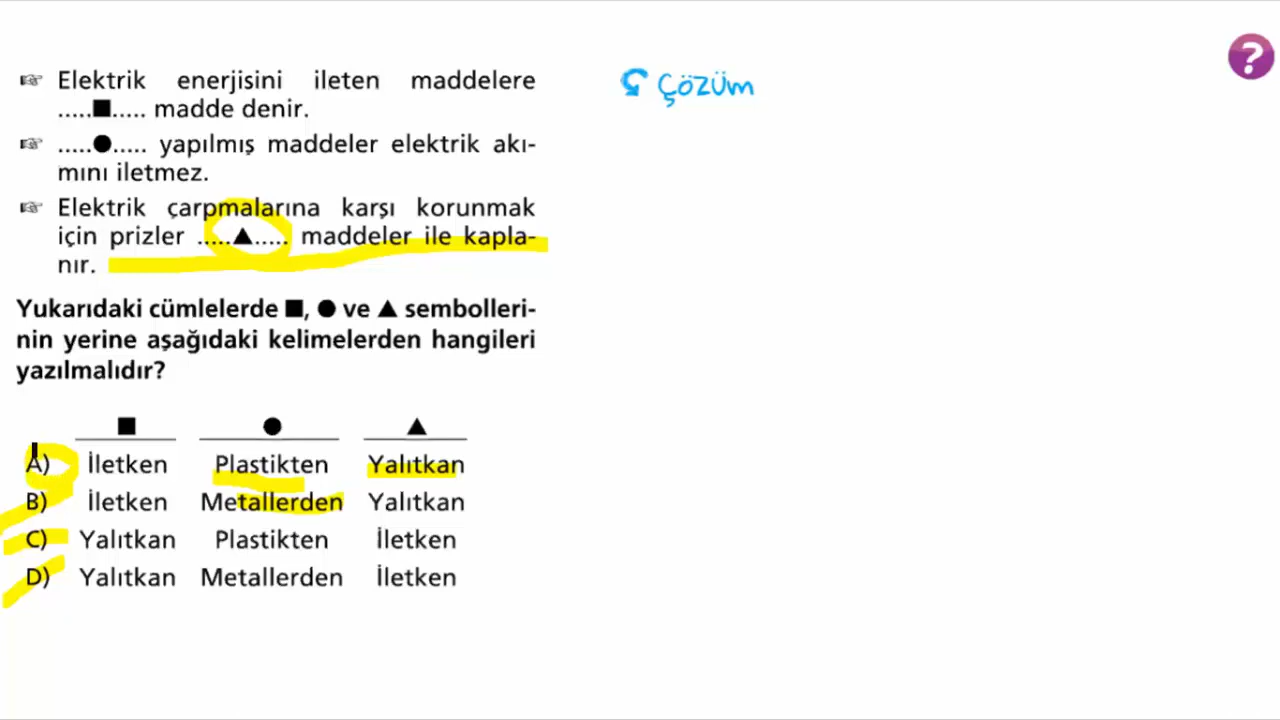 ☞ Elektrik enerjisini ileten maddelere
.....■..... madde denir.
☞ .....●..... yapılmış maddeler elektrik akı-
mını iletmez.
☞ Elektrik çarpmalarına karşı korunmak
için prizler .....▲..... maddeler ile kapla-
nır.
Yukarıdaki cümlelerde ■, ● ve ▲ sembolleri-
nin yerine aşağıdaki kelimelerden hangileri
yazılmalıdır?
■ ● ▲
A) İletken Plastikten Yalıtkan
B) İletken Metallerden Yalıtkan
C) Yalıtkan Plastikten İletken
D) Yalıtkan Metallerden İletken
Çözüm
?